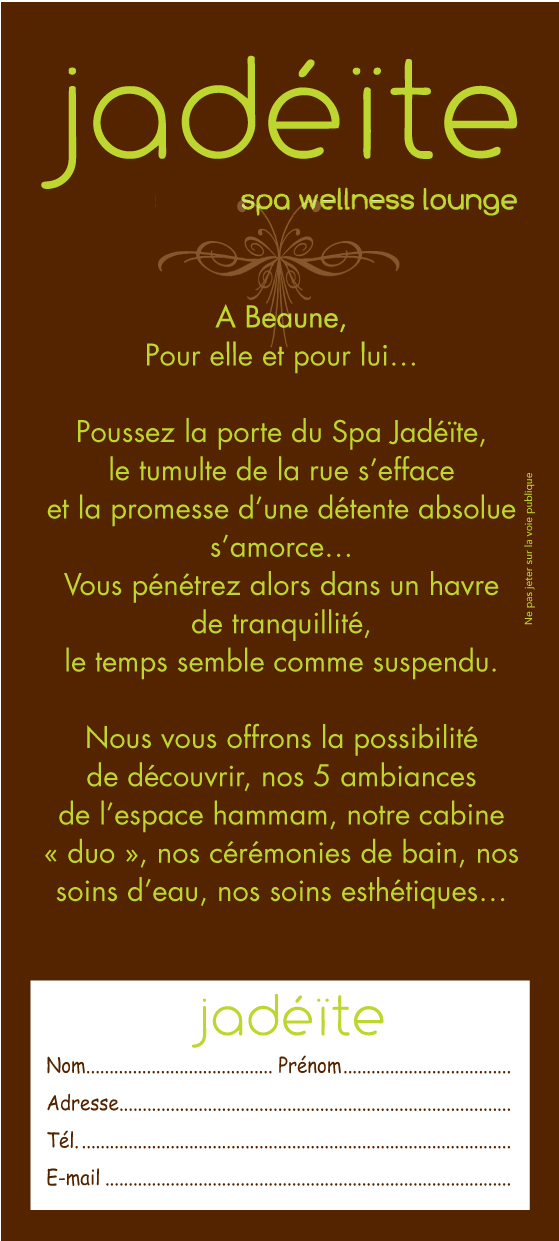 jadéïte
spa wellness lounge
A Beaune,
Pour elle et pour lui...
Poussez la porte du Spa Jadéïte,
le tumulte de la rue s’efface
et la promesse d’une détente absolue
s’amorce...
Vous pénétrez alors dans un havre
de tranquillité,
le temps semble comme suspendu.
Nous vous offrons la possibilité
de découvrir, nos 5 ambiances
de l’espace hammam, notre cabine
« duo », nos cérémonies de bain, nos
soins d’eau, nos soins esthétiques...
Ne pas jeter sur la voie publique
jadéïte
Nom........................................ Prénom....................................
Adresse....................................................................................
Tél. ............................................................................................
E-mail .......................................................................................